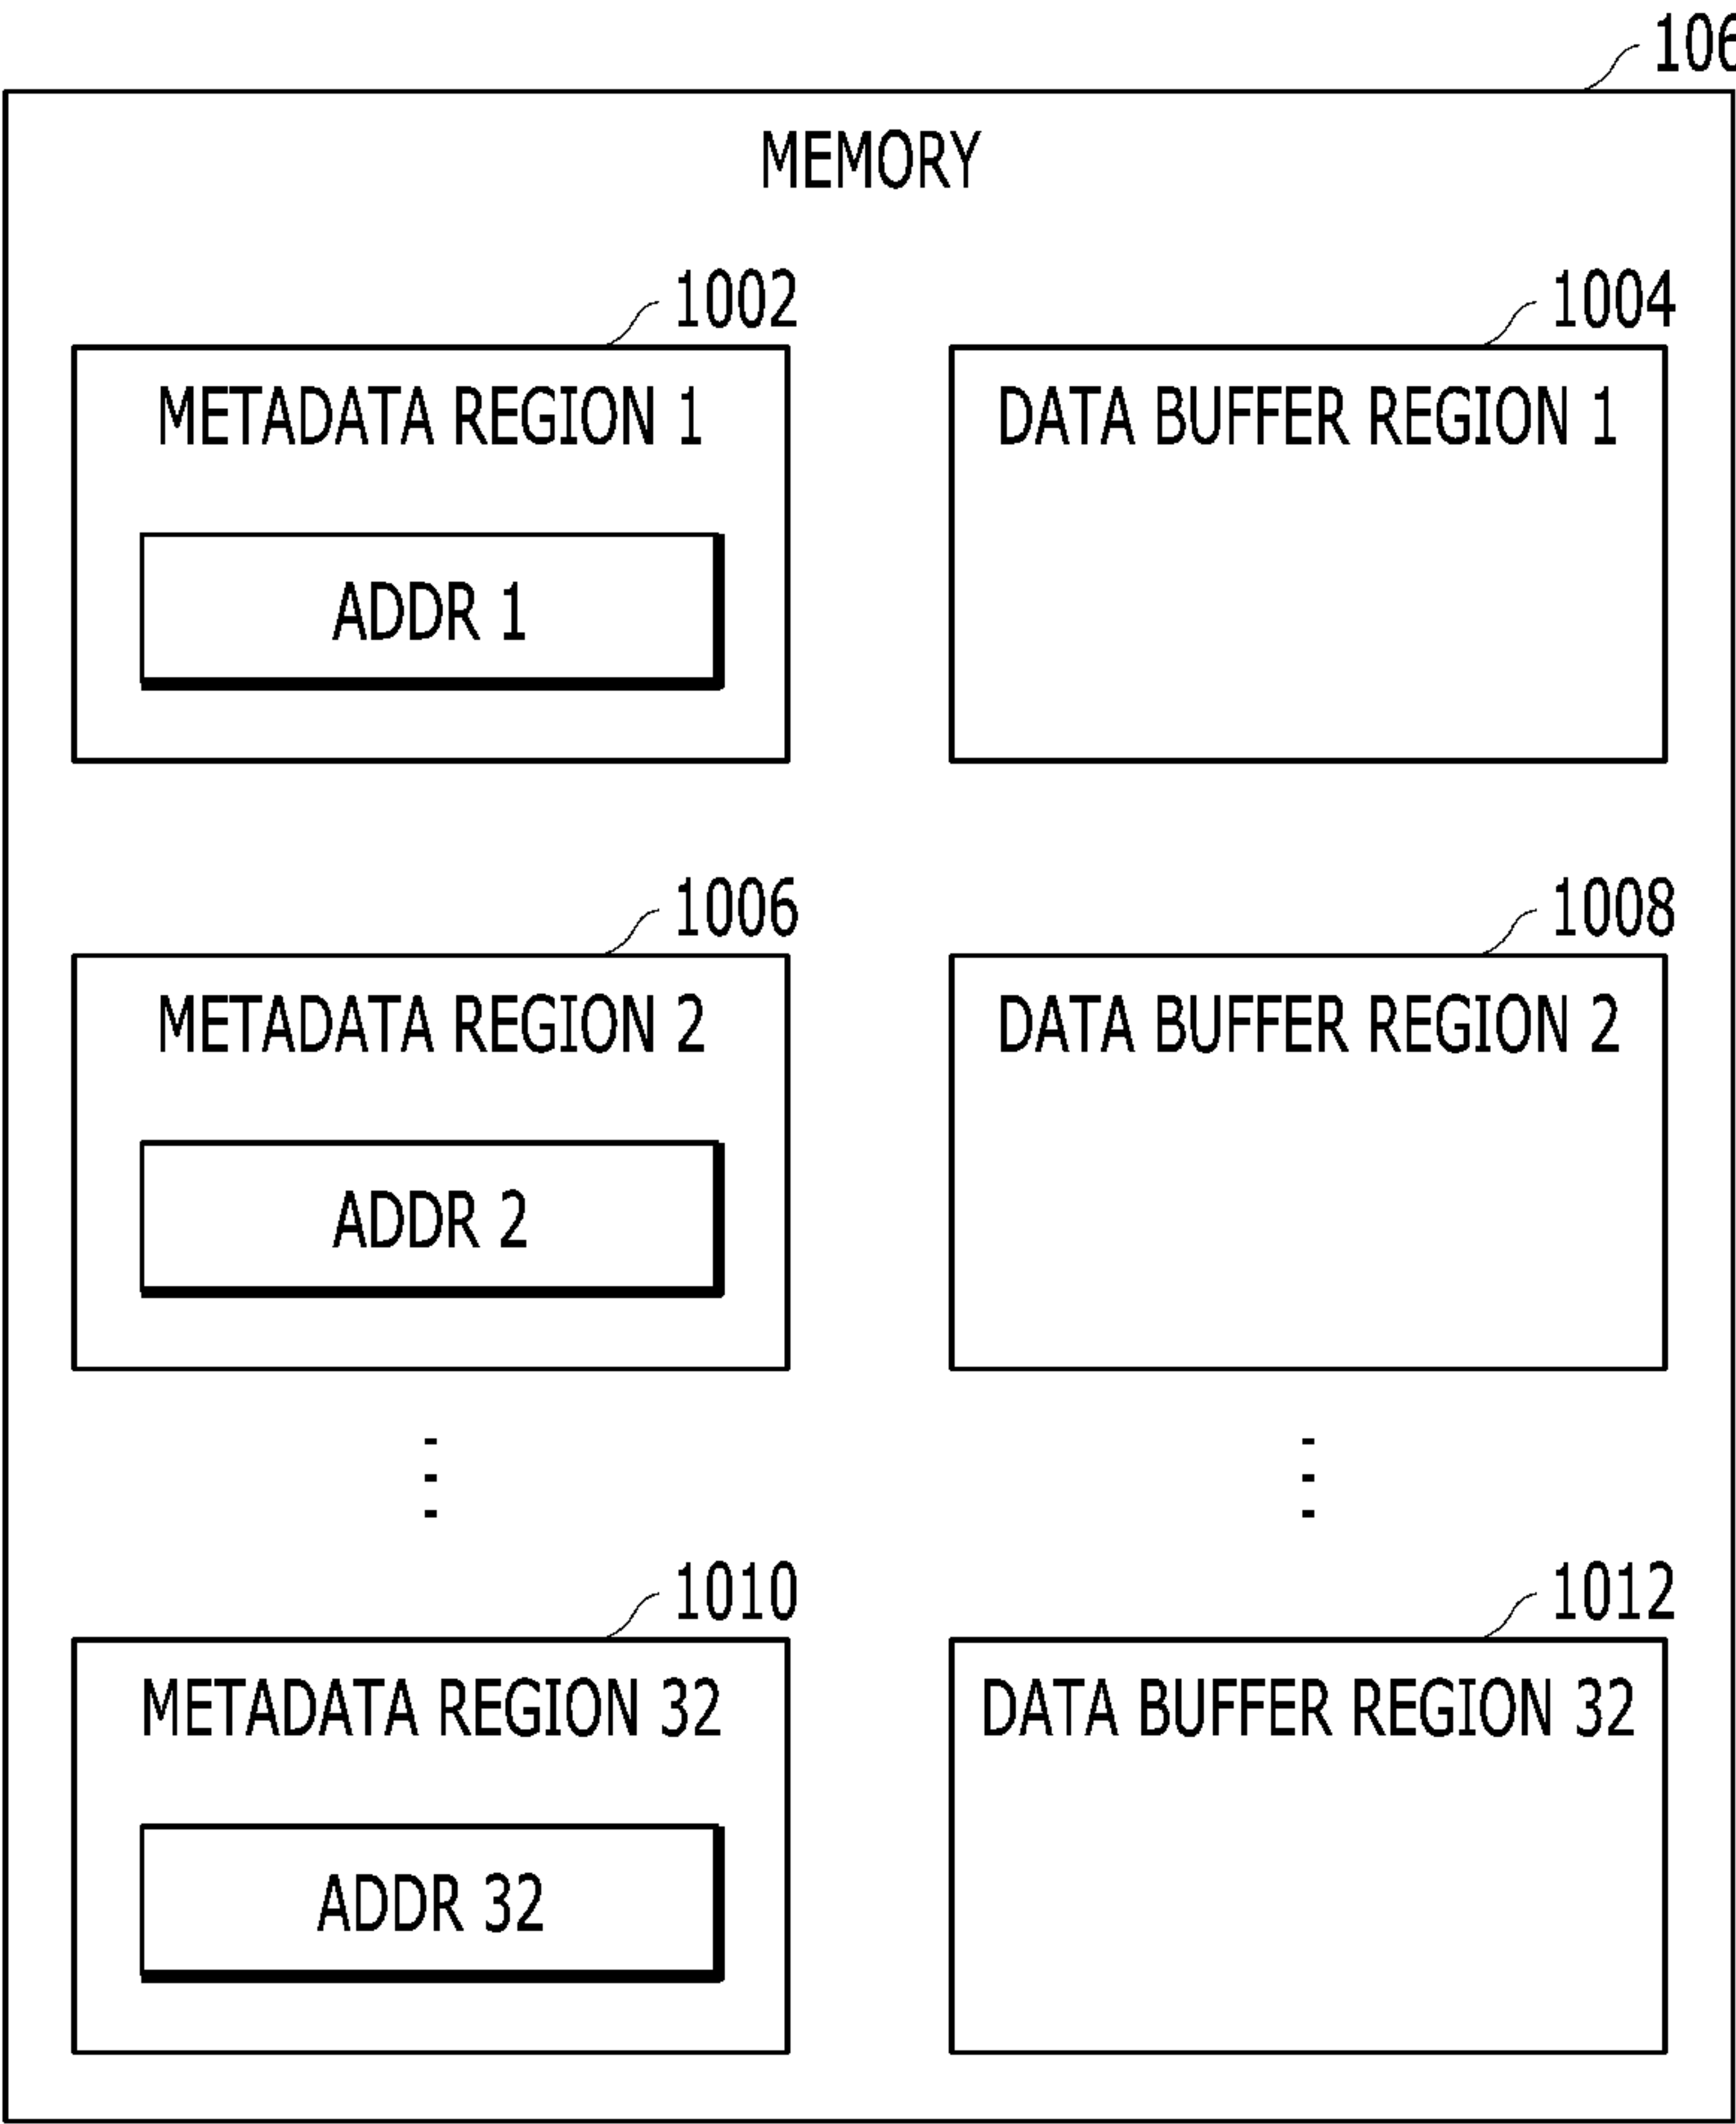 106
MEMORY
1002
1004
METADATA REGION 1
DATA BUFFER REGION 1
ADDR 1
1006
1008
METADATA REGION 2
DATA BUFFER REGION 2
ADDR 2
1010
1012
METADATA REGION 32
DATA BUFFER REGION 32
ADDR 32